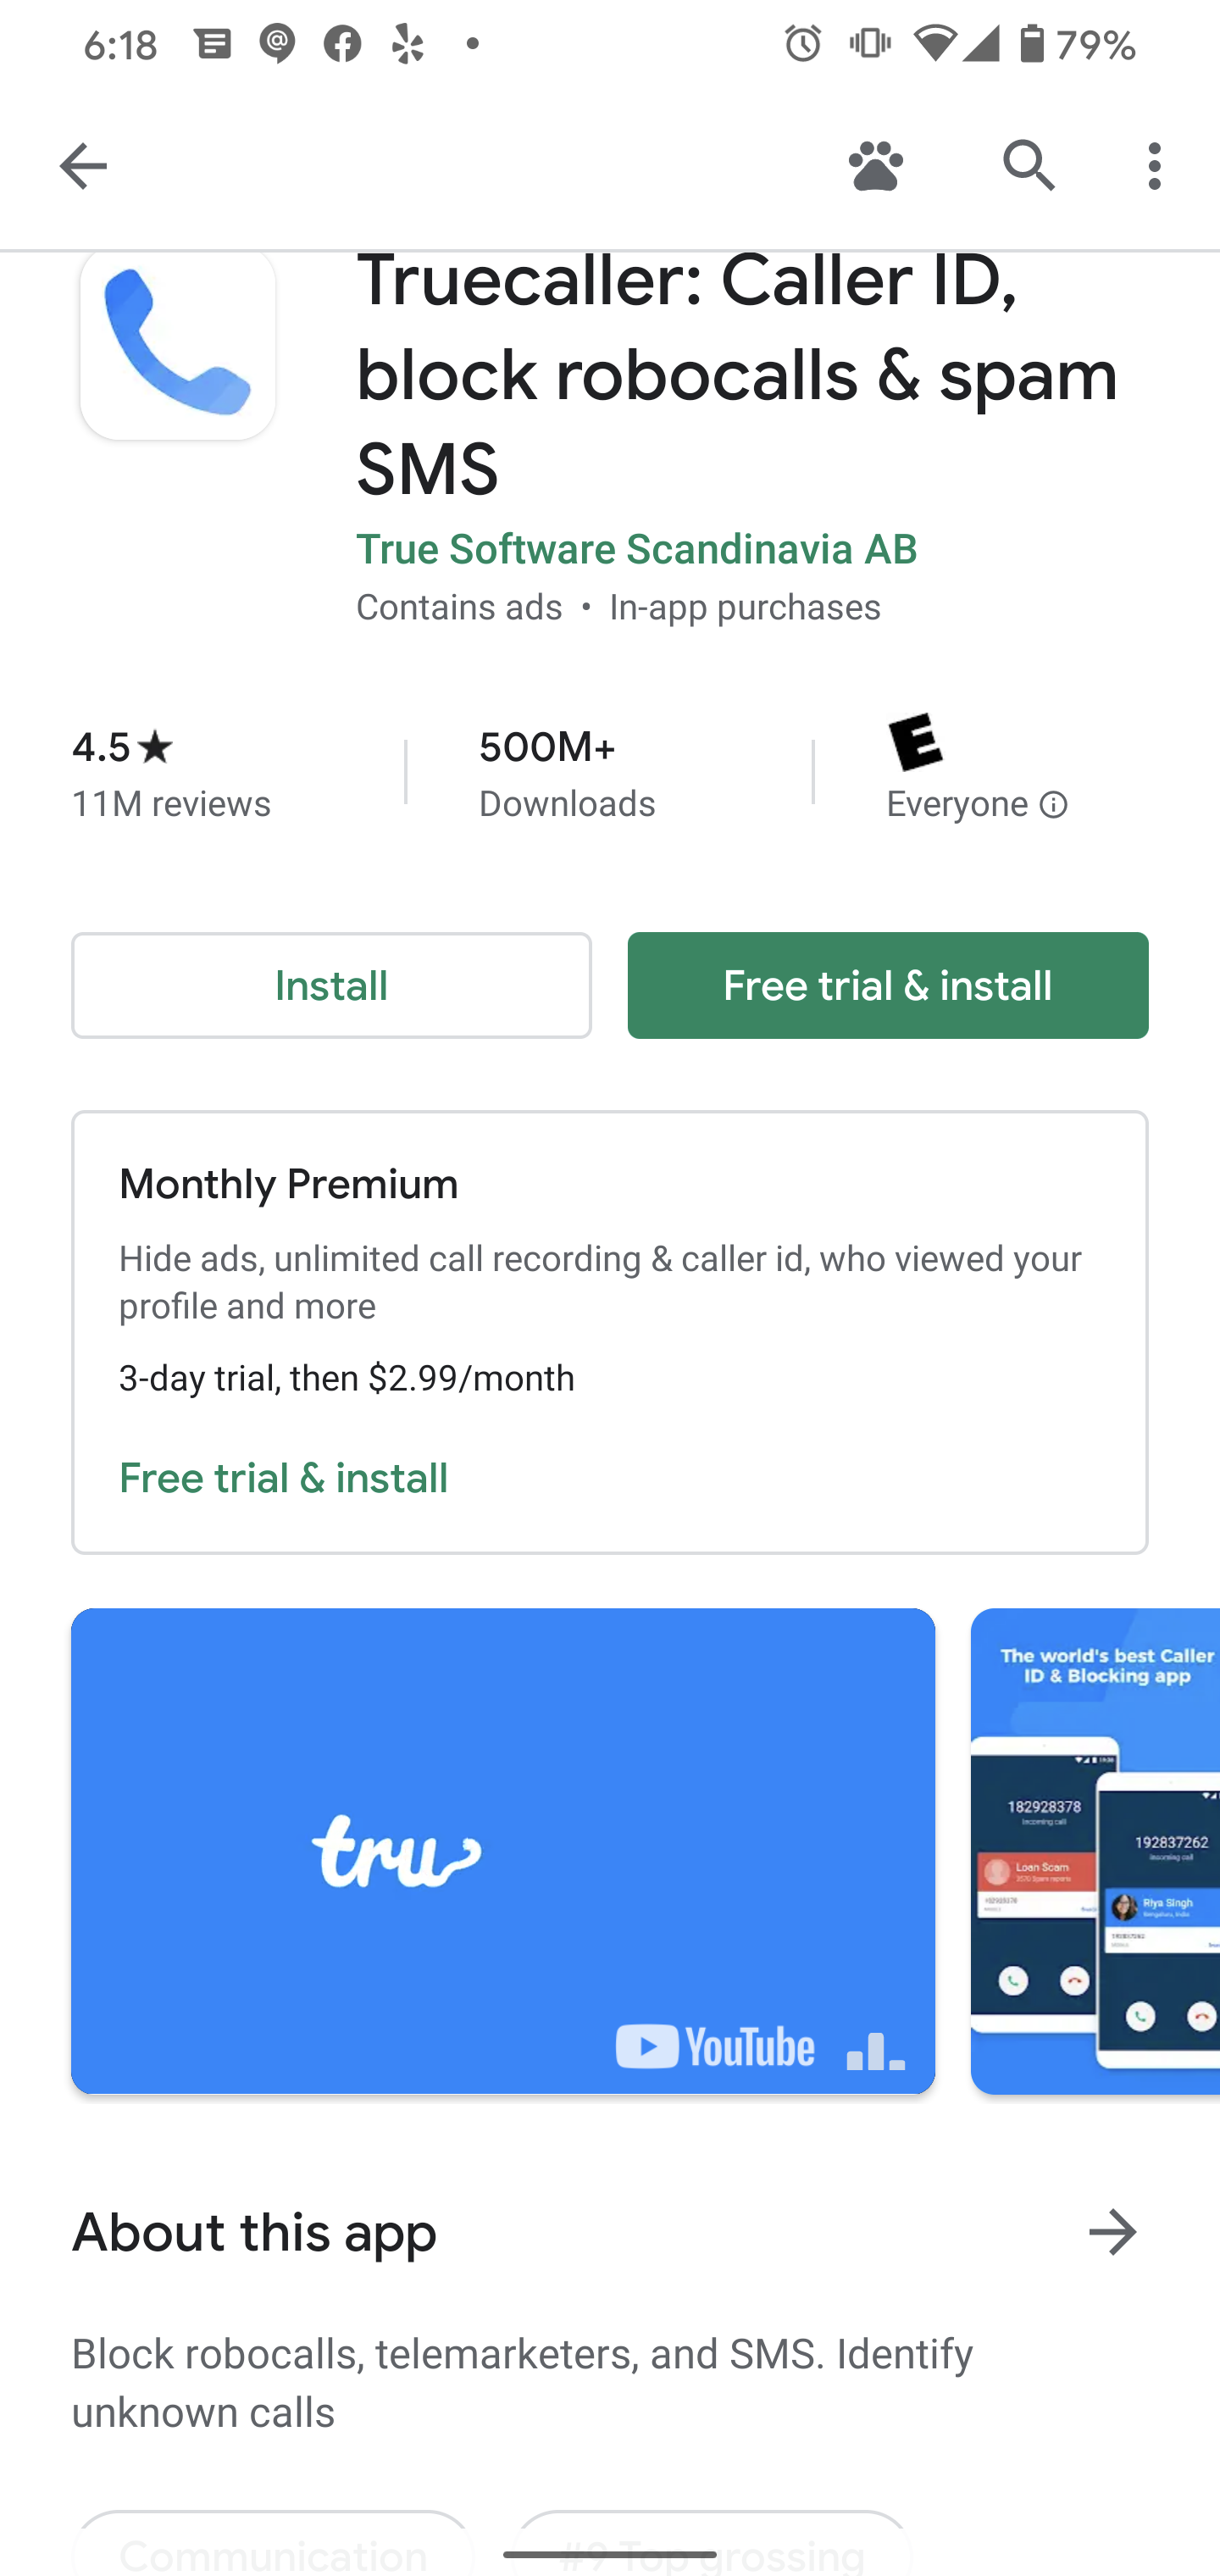 6:18
79%
Truecaller: Caller ID,
block robocalls & spam
SMS
True Software Scandinavia AB
Contains ads • In-app purchases
4.5★
11M reviews
500M+
Downloads
E
Everyone
Install
Free trial & install
Monthly Premium
Hide ads, unlimited call recording & caller id, who viewed your
profile and more
3-day trial, then $2.99/month
Free trial & install
tru
YouTube
The world's best Caller
ID & Blocking app
182928378
Incoming call
Loan Scam
192837262
Incoming call
Riya Singh
Bengaluru, India
About this app
Block robocalls, telemarketers, and SMS. Identify
unknown calls
Communication
#9 Top grossing